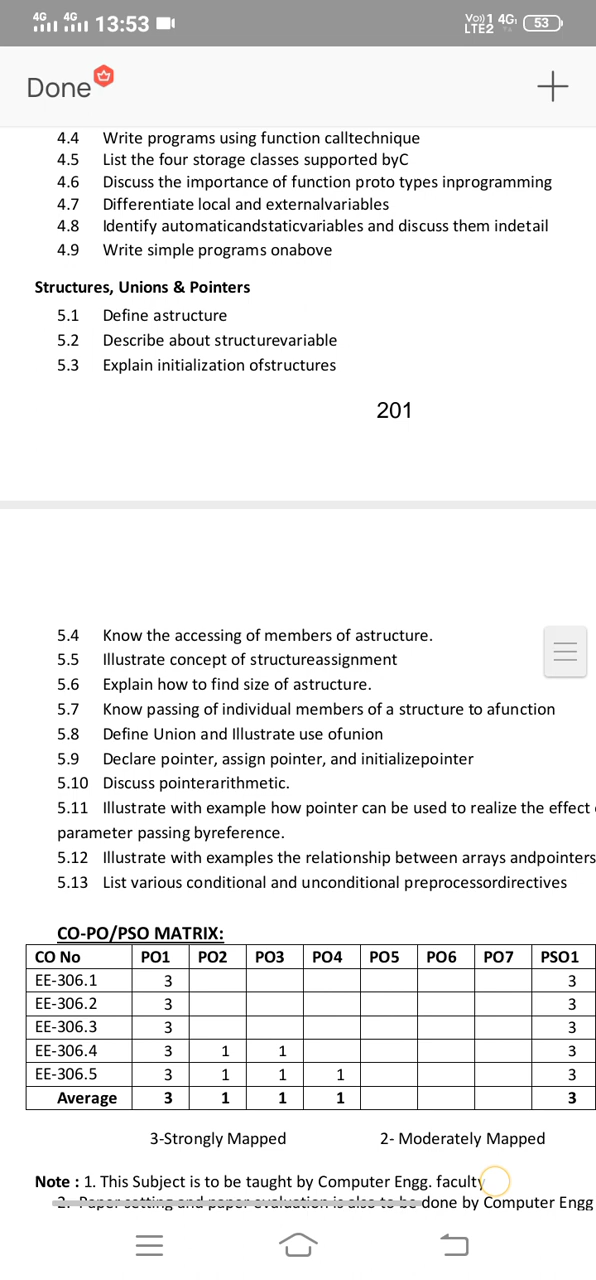 4G 4G 13:53 Vo)) 1 4G 53
LTE2
Done
4.4 Write programs using function calltechnique
4.5 List the four storage classes supported byC
4.6 Discuss the importance of function proto types inprogramming
4.7 Differentiate local and externalvariables
4.8 Identify automaticandstaticvariables and discuss them indetail
4.9 Write simple programs onabove
Structures, Unions & Pointers
5.1 Define astructure
5.2 Describe about structurevariable
5.3 Explain initialization ofstructures
201
5.4 Know the accessing of members of astructure.
5.5 Illustrate concept of structureassignment
5.6 Explain how to find size of astructure.
5.7 Know passing of individual members of a structure to afunction
5.8 Define Union and Illustrate use ofunion
5.9 Declare pointer, assign pointer, and initializepointer
5.10 Discuss pointerarithmetic.
5.11 Illustrate with example how pointer can be used to realize the effect
parameter passing byreference.
5.12 Illustrate with examples the relationship between arrays andpointers
5.13 List various conditional and unconditional preprocessordirectives
CO-PO/PSO MATRIX:
CO No PO1 PO2 PO3 PO4 PO5 PO6 PO7 PSO1
EE-306.1 3 3
EE-306.2 3 3
EE-306.3 3 3
EE-306.4 3 1 1 3
EE-306.5 3 1 1 1 3
Average 3 1 1 1 3
3-Strongly Mapped 2- Moderately Mapped
Note : 1. This Subject is to be taught by Computer Engg. faculty
2. Paper setting and paper evaluation is also to be done by Computer Engg